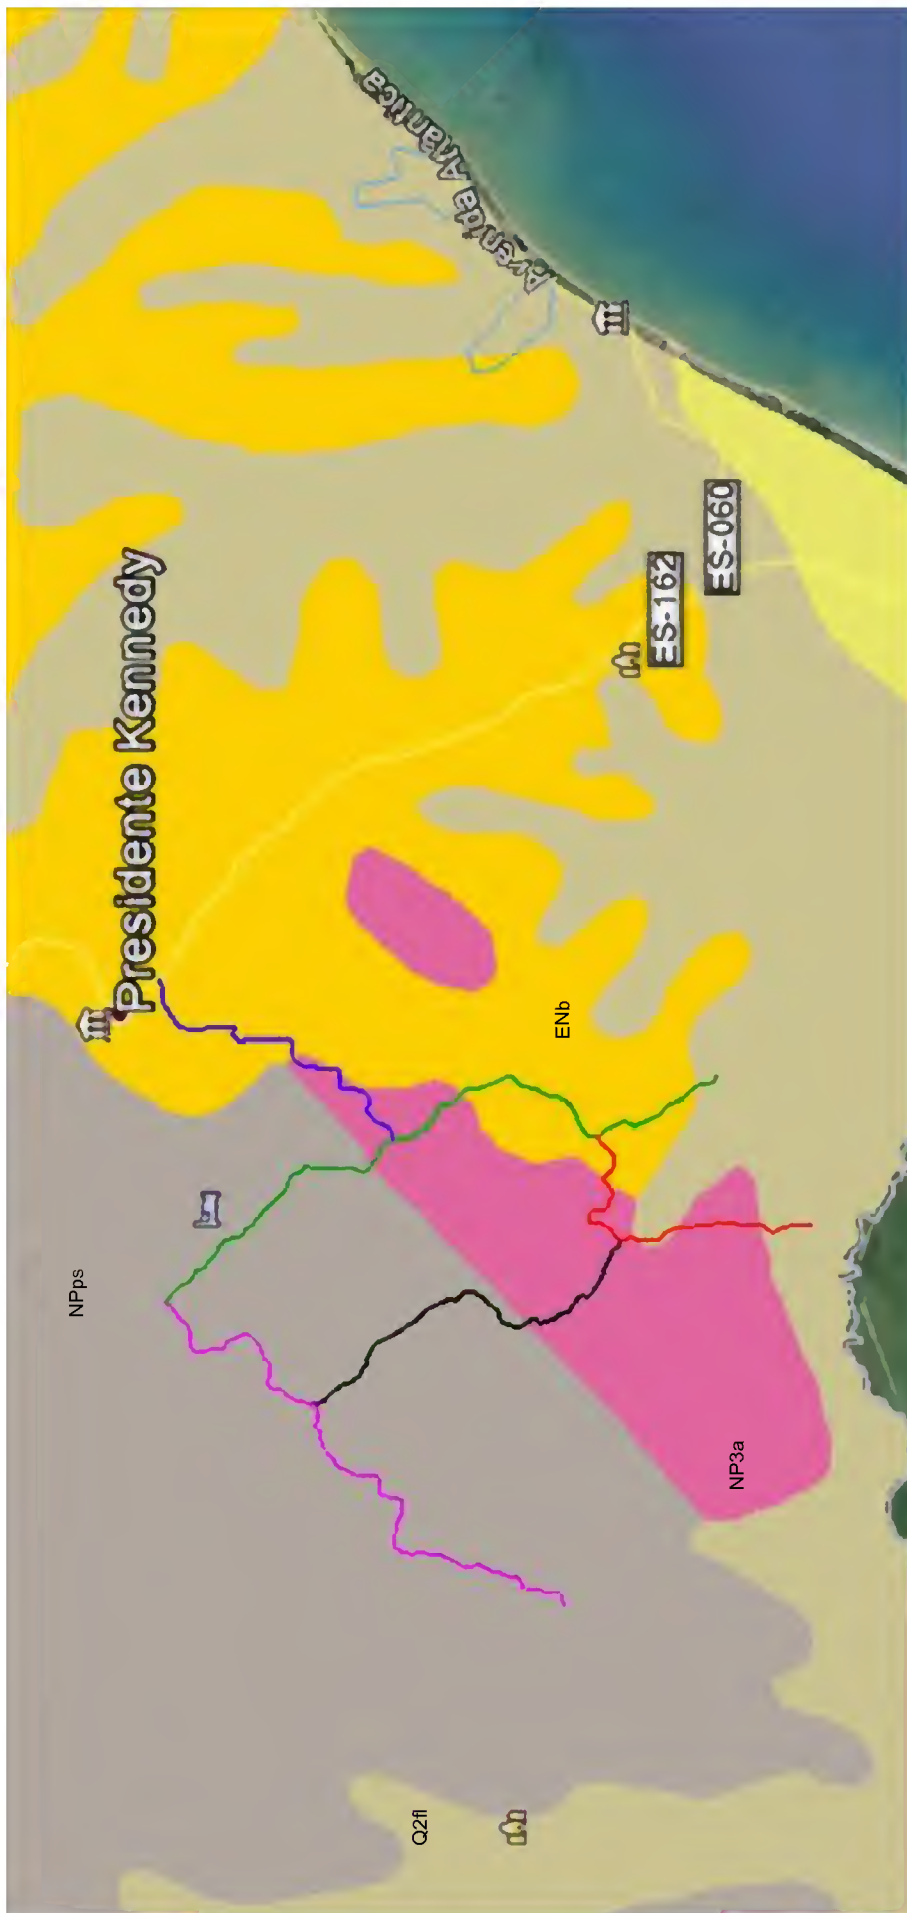 Avenida Atlântica
Presidente Kennedy
ES-060
ES-162
ENb
NPps
NP3a
Q2fl